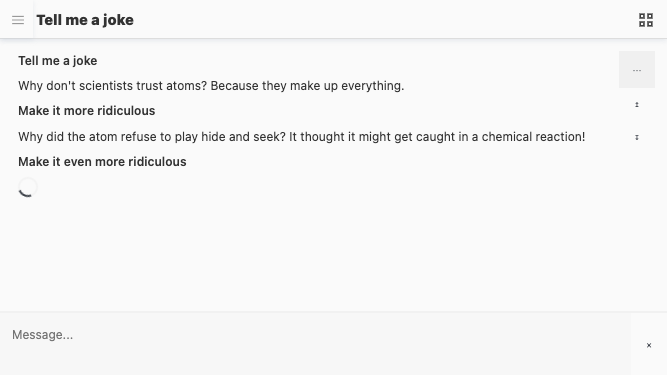 Tell me a joke
Tell me a joke
Why don't scientists trust atoms? Because they make up everything.
Make it more ridiculous
Why did the atom refuse to play hide and seek? It thought it might get caught in a chemical reaction!
Make it even more ridiculous
Message...